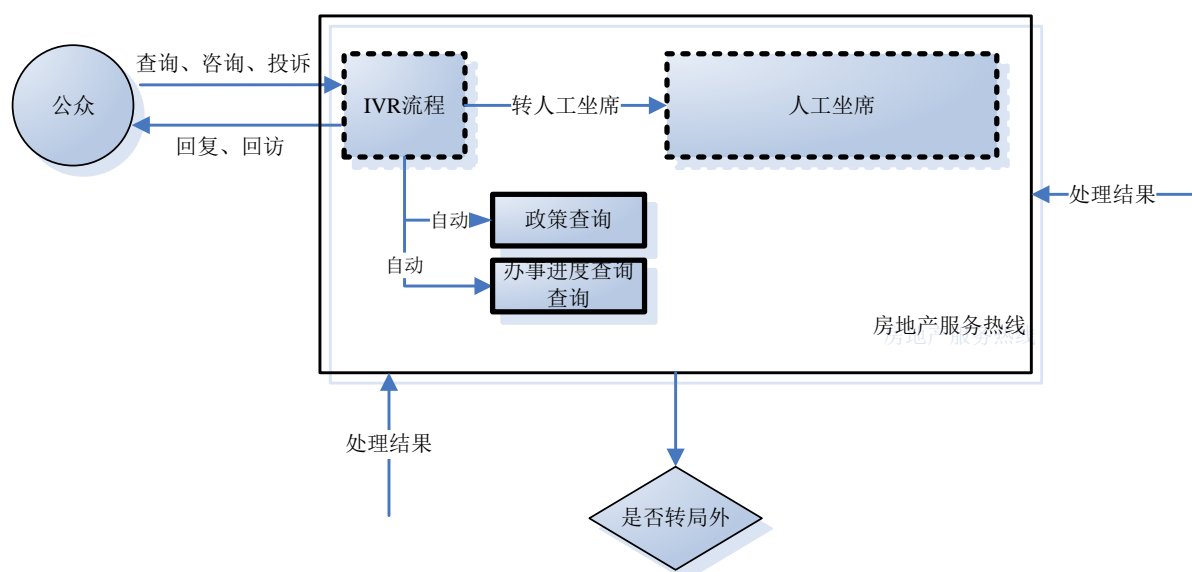 查询、咨询、投诉
公众
IVR流程
转人工坐席
人工坐席
回复、回访
处理结果
自动
政策查询
自动
办事进度查询
查询
房地产服务热线
处理结果
是否转局外